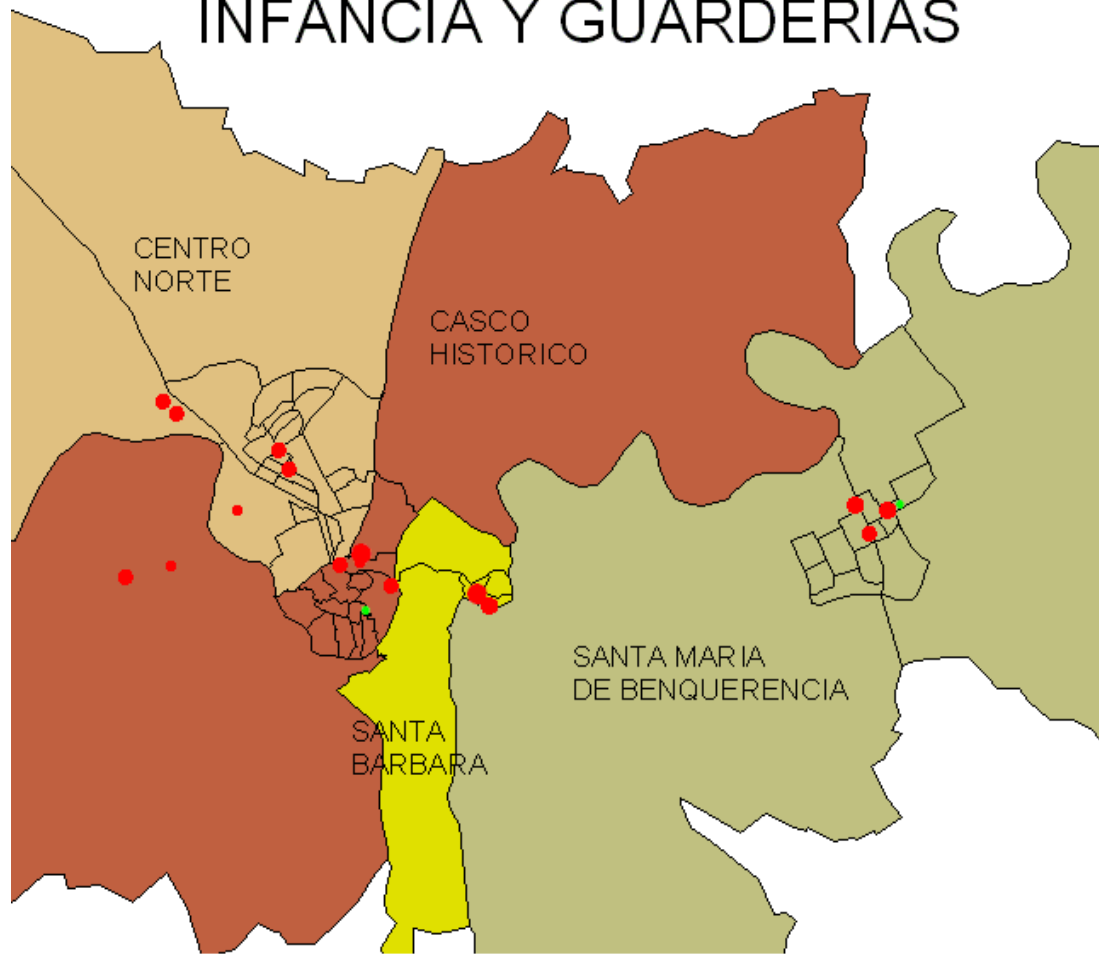 INFANCIA Y GUARDERIAS
CENTRO
NORTE
CASCO
HISTORICO
SANTA MARIA
DE BENQUERENCIA
SANTA
BARBARA